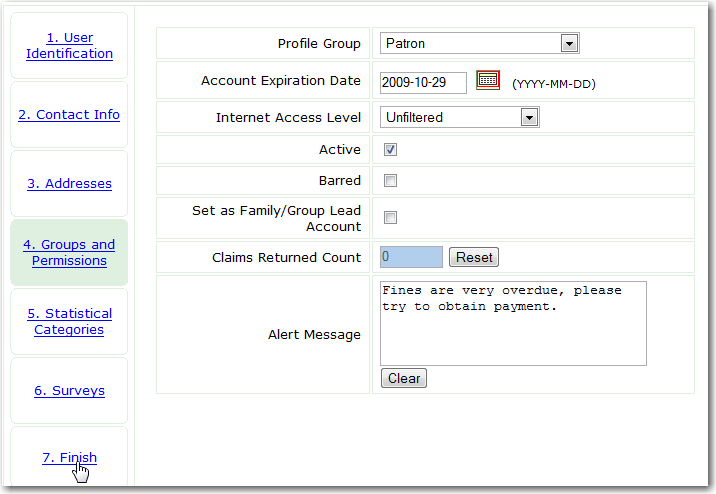 1. User
Identification
2. Contact Info
3. Addresses
4. Groups and
Permissions
5. Statistical
Categories
6. Surveys
7. Finish
Profile Group
Patron
Account Expiration Date
2009-10-29
(YYYY-MM-DD)
Internet Access Level
Unfiltered
Active
Barred
Set as Family/Group Lead
Account
Claims Returned Count
0
Reset
Alert Message
Fines are very overdue, please
try to obtain payment.
Clear